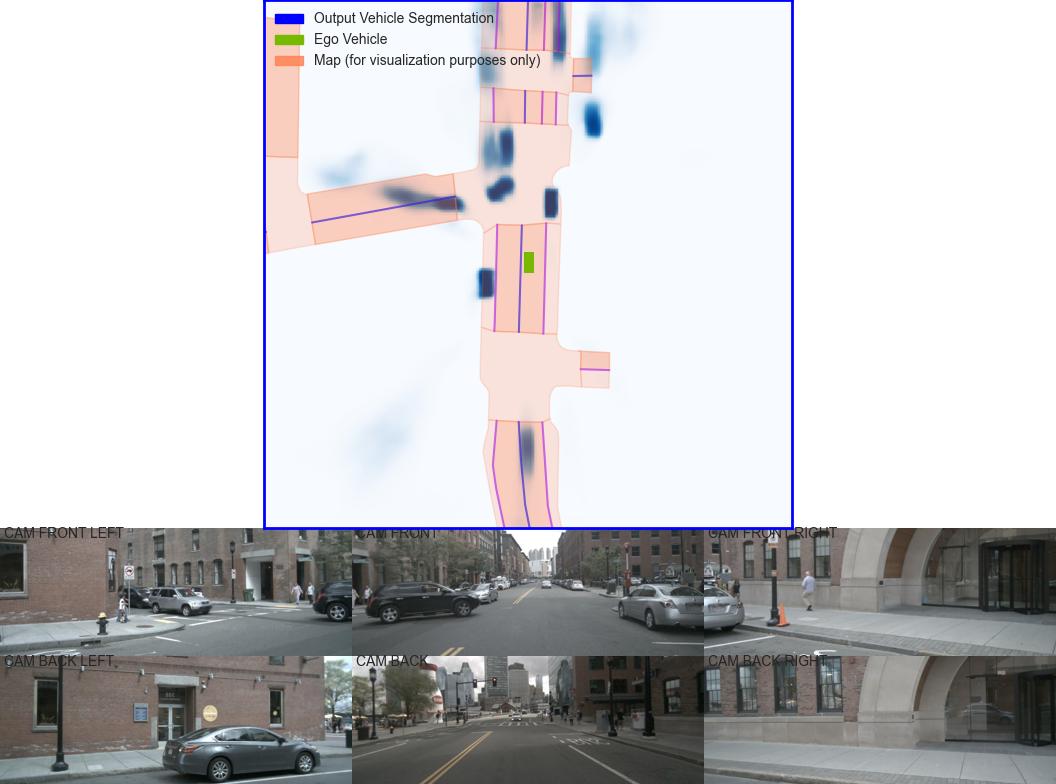 Output Vehicle Segmentation
Ego Vehicle
Map (for visualization purposes only)
CAM FRONT LEFT
CAM FRONT
CAM FRONT RIGHT
CAM BACK LEFT
CAM BACK
CAM BACK RIGHT